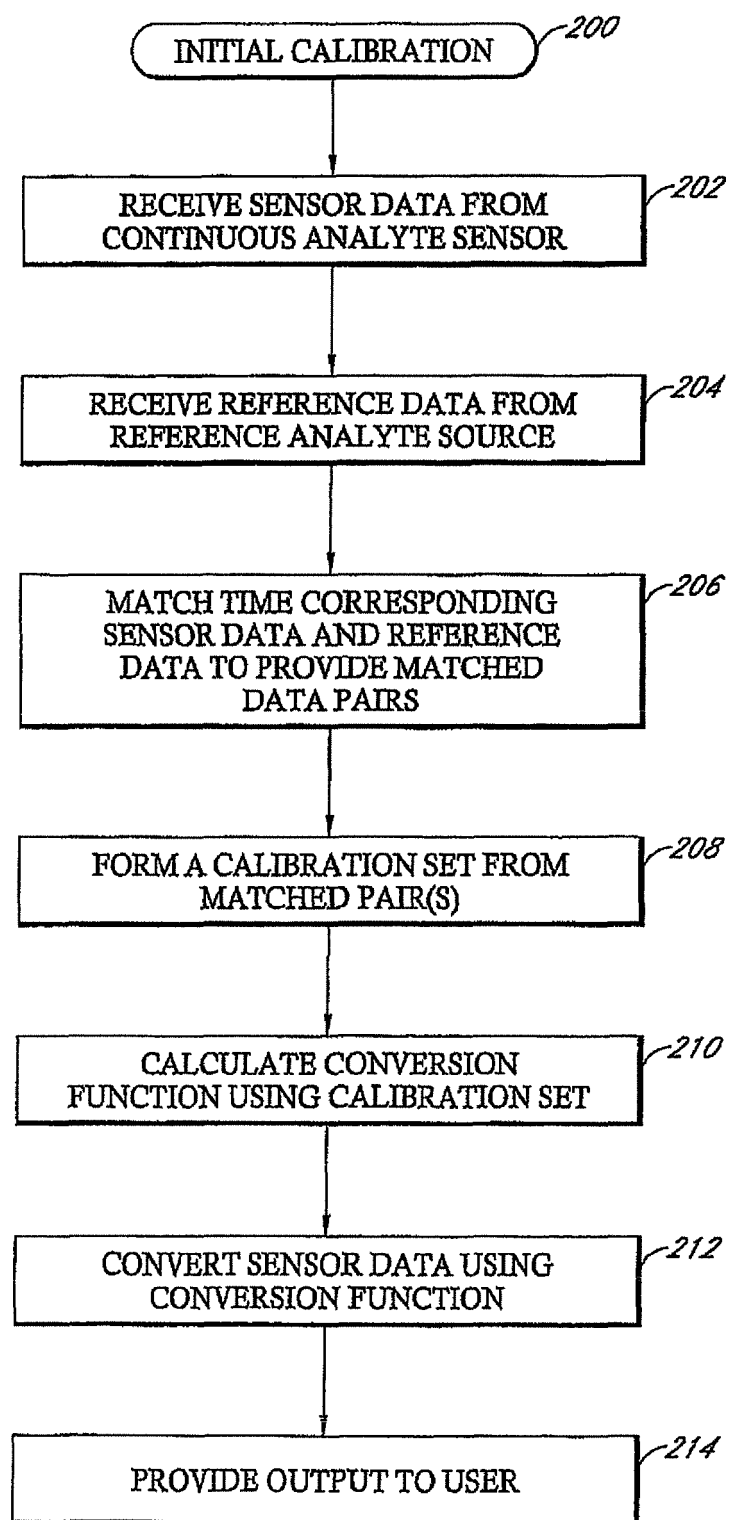 INITIAL CALIBRATION
200
RECEIVE SENSOR DATA FROM
CONTINUOUS ANALYTE SENSOR
202
RECEIVE REFERENCE DATA FROM
REFERENCE ANALYTE SOURCE
204
MATCH TIME CORRESPONDING
SENSOR DATA AND REFERENCE
DATA TO PROVIDE MATCHED
DATA PAIRS
206
FORM A CALIBRATION SET FROM
MATCHED PAIR(S)
208
CALCULATE CONVERSION
FUNCTION USING CALIBRATION SET
210
CONVERT SENSOR DATA USING
CONVERSION FUNCTION
212
PROVIDE OUTPUT TO USER
214